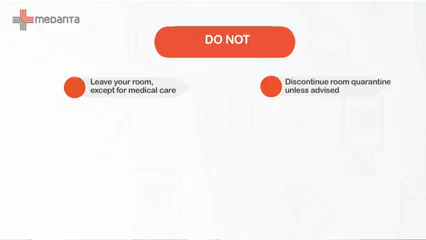 medanta
DO NOT
Leave your room,
except for medical care
Discontinue room quarantine
unless advised